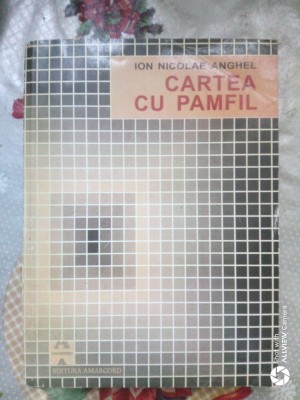 ION NICOLAE ANGHEL
CARTEA
CU PAMFIL
EDITURA AMARCORD
Shot with
ALLVIEW Camera